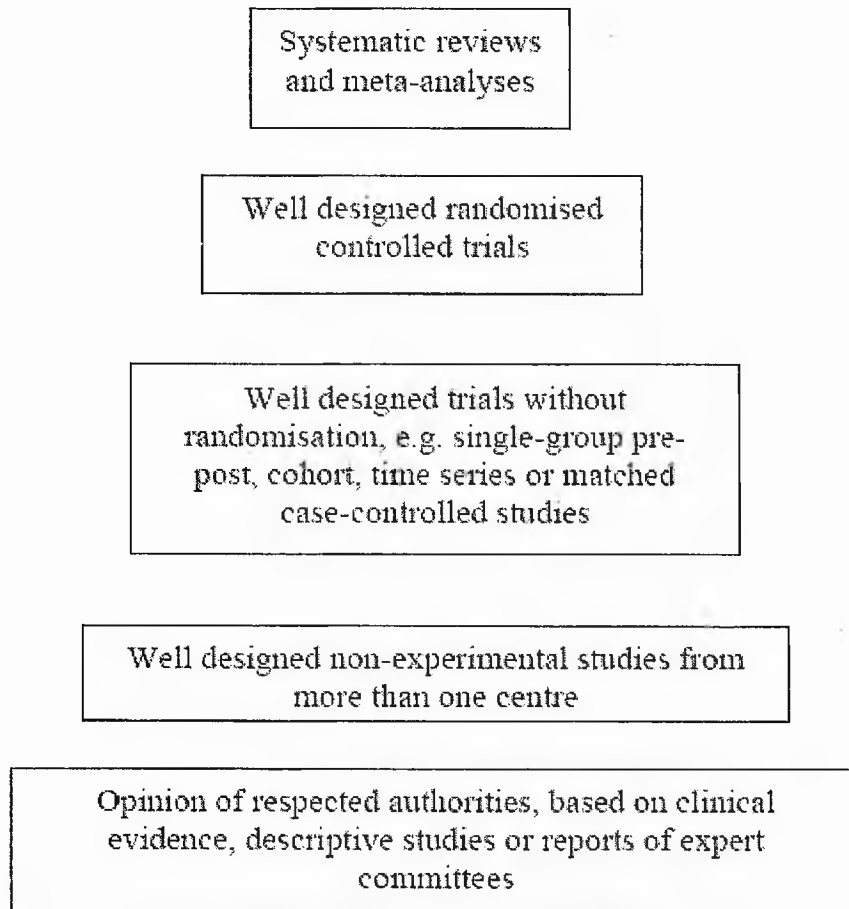 Systematic reviews
and meta-analyses
Well designed randomised
controlled trials
Well designed trials without
randomisation, e.g. single-group pre-
post, cohort, time series or matched
case-controlled studies
Well designed non-experimental studies from
more than one centre
Opinion of respected authorities, based on clinical
evidence, descriptive studies or reports of expert
committees